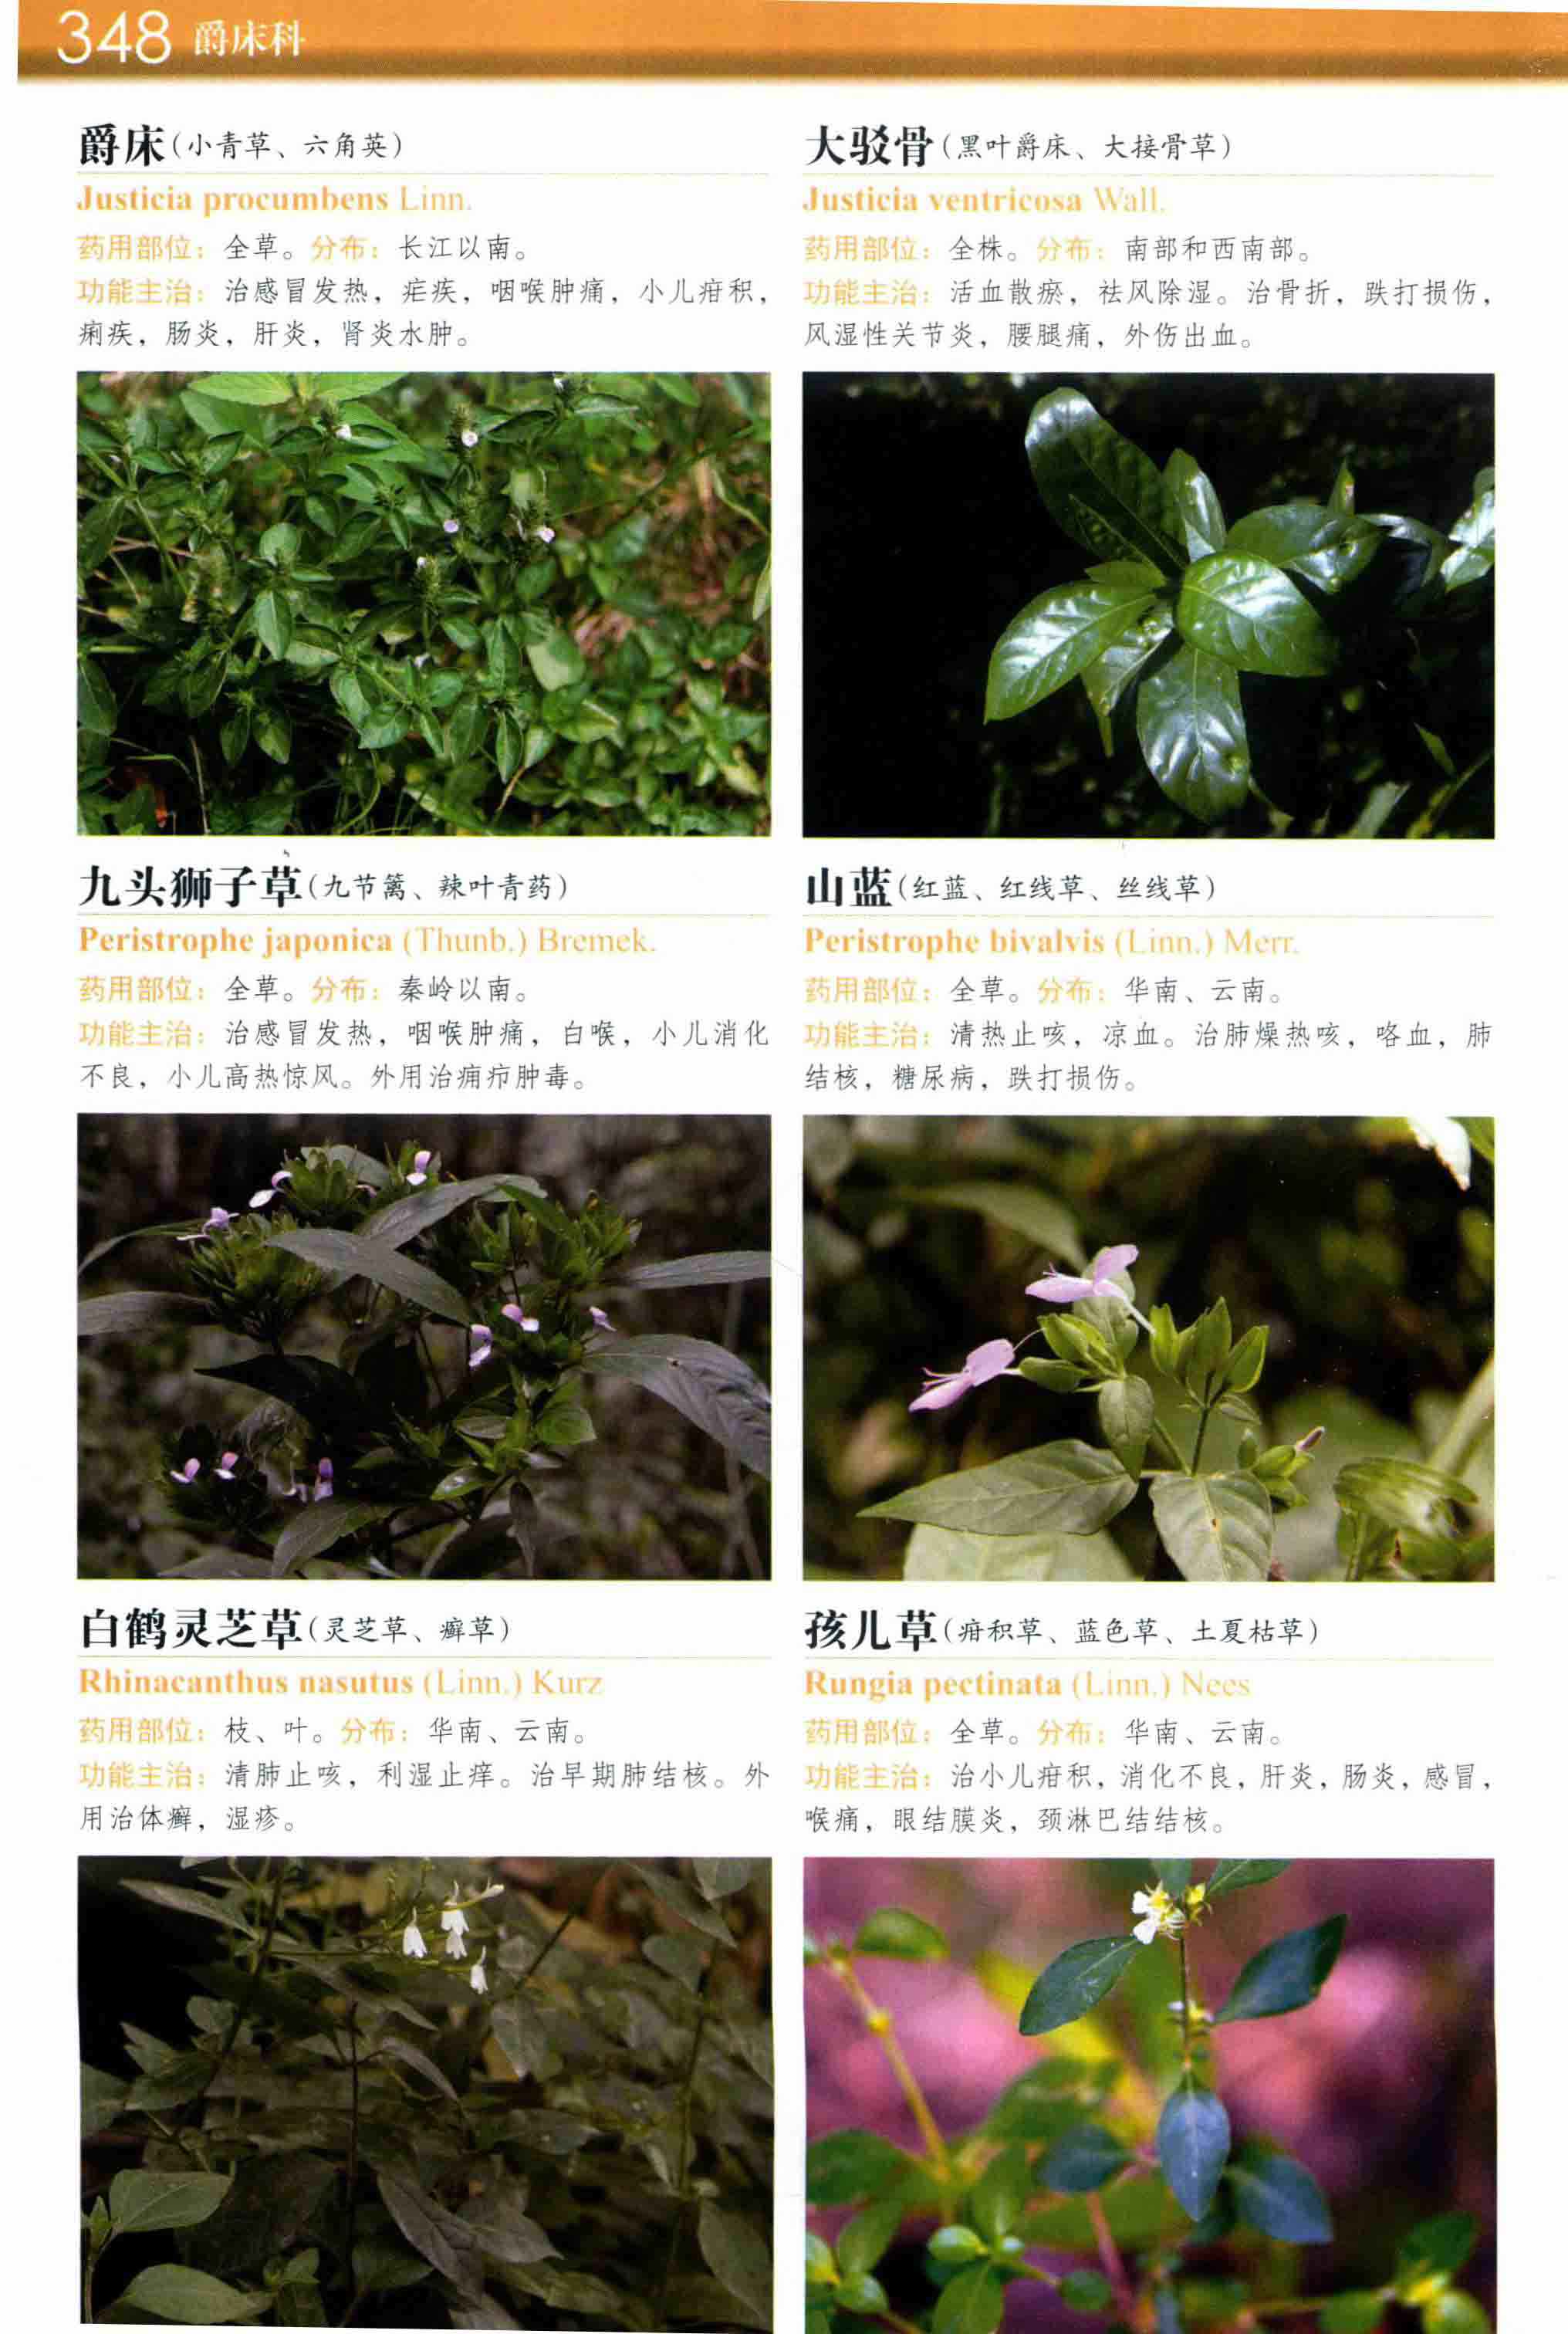 348 爵床科
爵床(小青草、六角英)
Justicia procumbens Linn.
药用部位：全草。分布：长江以南。
功能主治：治感冒发热，疟疾，咽喉肿痛，小儿疳积，
痢疾，肠炎，肝炎，肾炎水肿。
大驳骨(黑叶爵床、大接骨草)
Justicia ventricosa Wall.
药用部位：全株。分布：南部和西南部。
功能主治：活血散瘀，祛风除湿。治骨折，跌打损伤，
风湿性关节炎，腰腿痛，外伤出血。
九头狮子草(九节篱、辣叶青药)
Peristrophe japonica (Thunb.) Bremek.
药用部位：全草。分布：秦岭以南。
功能主治：治感冒发热，咽喉肿痛，白喉，小儿消化
不良，小儿高热惊风。外用治痈疖肿毒。
山蓝(红蓝、红线草、丝线草)
Peristrophe bivalvis (Linn.) Merr.
药用部位：全草。分布：华南、云南。
功能主治：清热止咳，凉血。治肺燥热咳，咯血，肺
结核，糖尿病，跌打损伤。
白鹤灵芝草(灵芝草、癣草)
Rhinacanthus nasutus (Linn.) Kurz
药用部位：枝、叶。分布：华南、云南。
功能主治：清肺止咳，利湿止痒。治早期肺结核。外
用治体癣，湿疹。
孩儿草(疳积草、蓝色草、土夏枯草)
Rungia pectinata (Linn.) Nees
药用部位：全草。分布：华南、云南。
功能主治：治小儿疳积，消化不良，肝炎，肠炎，感冒，
喉痛，眼结膜炎，颈淋巴结结核。